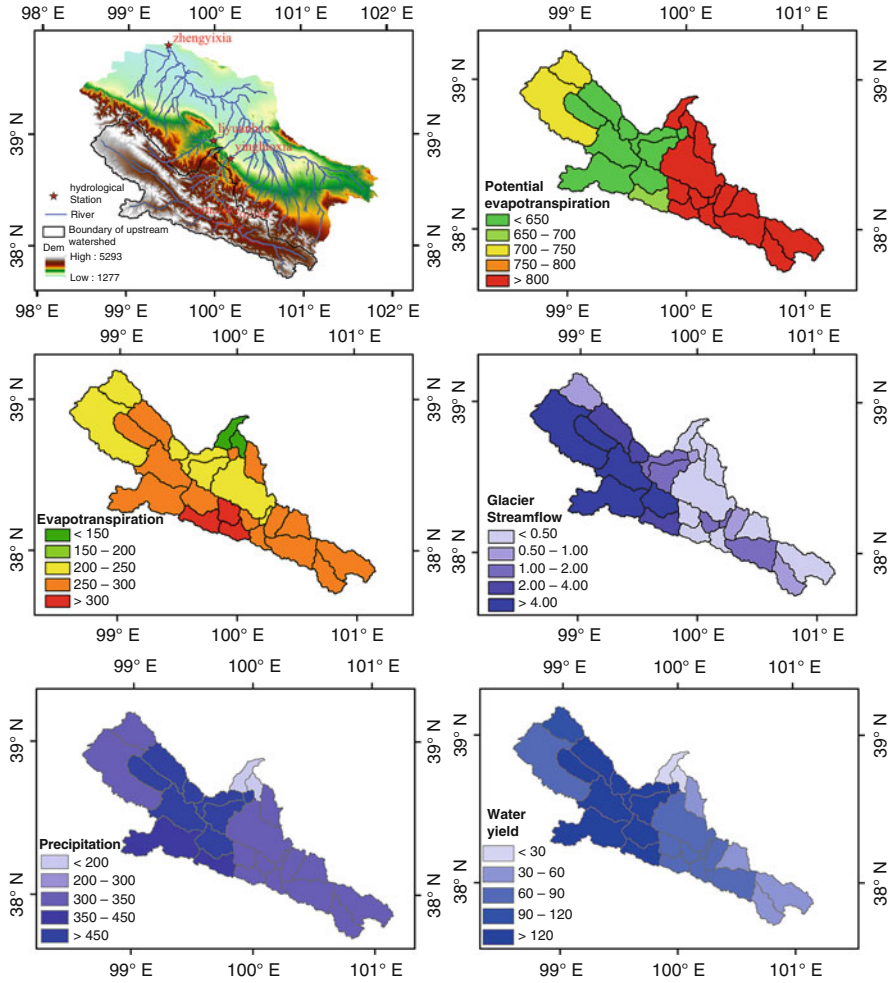 98° E 99° E 100° E 101° E 102° E
zhengyixia
39° N
liyuanbao
yingluoxia
hydrological
Station
River
Boundary of upstream
watershed
Dem
High : 5293
Low : 1277
38° N
39° N
38° N
98° E 99° E 100° E 101° E 102° E
99° E 100° E 101° E
39° N
38° N
Potential
evapotranspiration
< 650
650 – 700
700 – 750
750 – 800
> 800
39° N
38° N
99° E 100° E 101° E
99° E 100° E 101° E
39° N
38° N
Evapotranspiration
< 150
150 – 200
200 – 250
250 – 300
> 300
39° N
38° N
99° E 100° E 101° E
99° E 100° E 101° E
39° N
38° N
Glacier
Streamflow
< 0.50
0.50 – 1.00
1.00 – 2.00
2.00 – 4.00
> 4.00
39° N
38° N
99° E 100° E 101° E
99° E 100° E 101° E
39° N
38° N
Precipitation
< 200
200 – 300
300 – 350
350 – 450
> 450
39° N
38° N
99° E 100° E 101° E
99° E 100° E 101° E
39° N
38° N
Water
yield
< 30
30 – 60
60 – 90
90 – 120
> 120
39° N
38° N
99° E 100° E 101° E